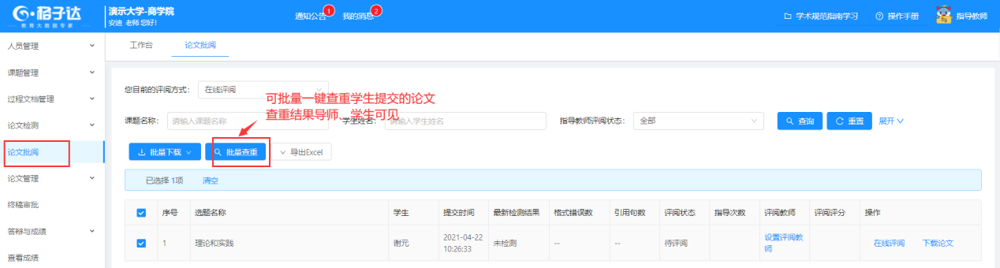 格子达
教育大数据专家
演示大学-商学院
安迪 老师 您好!
通知公告 1
我的消息 2
学术规范指南学习
操作手册
指导教师
人员管理
课题管理
过程文档管理
论文检测
论文批阅
论文管理
终稿审批
答辩与成绩
查看成绩
工作台 论文批阅
您目前的评阅方式: 在线评阅
可批量一键查重学生提交的论文
查重结果导师、学生可见
课题名称: 请输入课题名称 学生姓名: 请输入学生姓名 指导教师评阅状态: 全部 查询 重置 展开
批量下载 批量查重 导出Excel
已选择 1项 清空
序号 选题名称 学生 提交时间 最新检测结果 格式错误数 引用句数 评阅状态 指导次数 评阅教师 评阅评分 操作
1 理论和实践 谢元 2021-04-22 10:26:33 未检测 -- -- 待评阅 设置评阅教师 在线评阅 下载论文